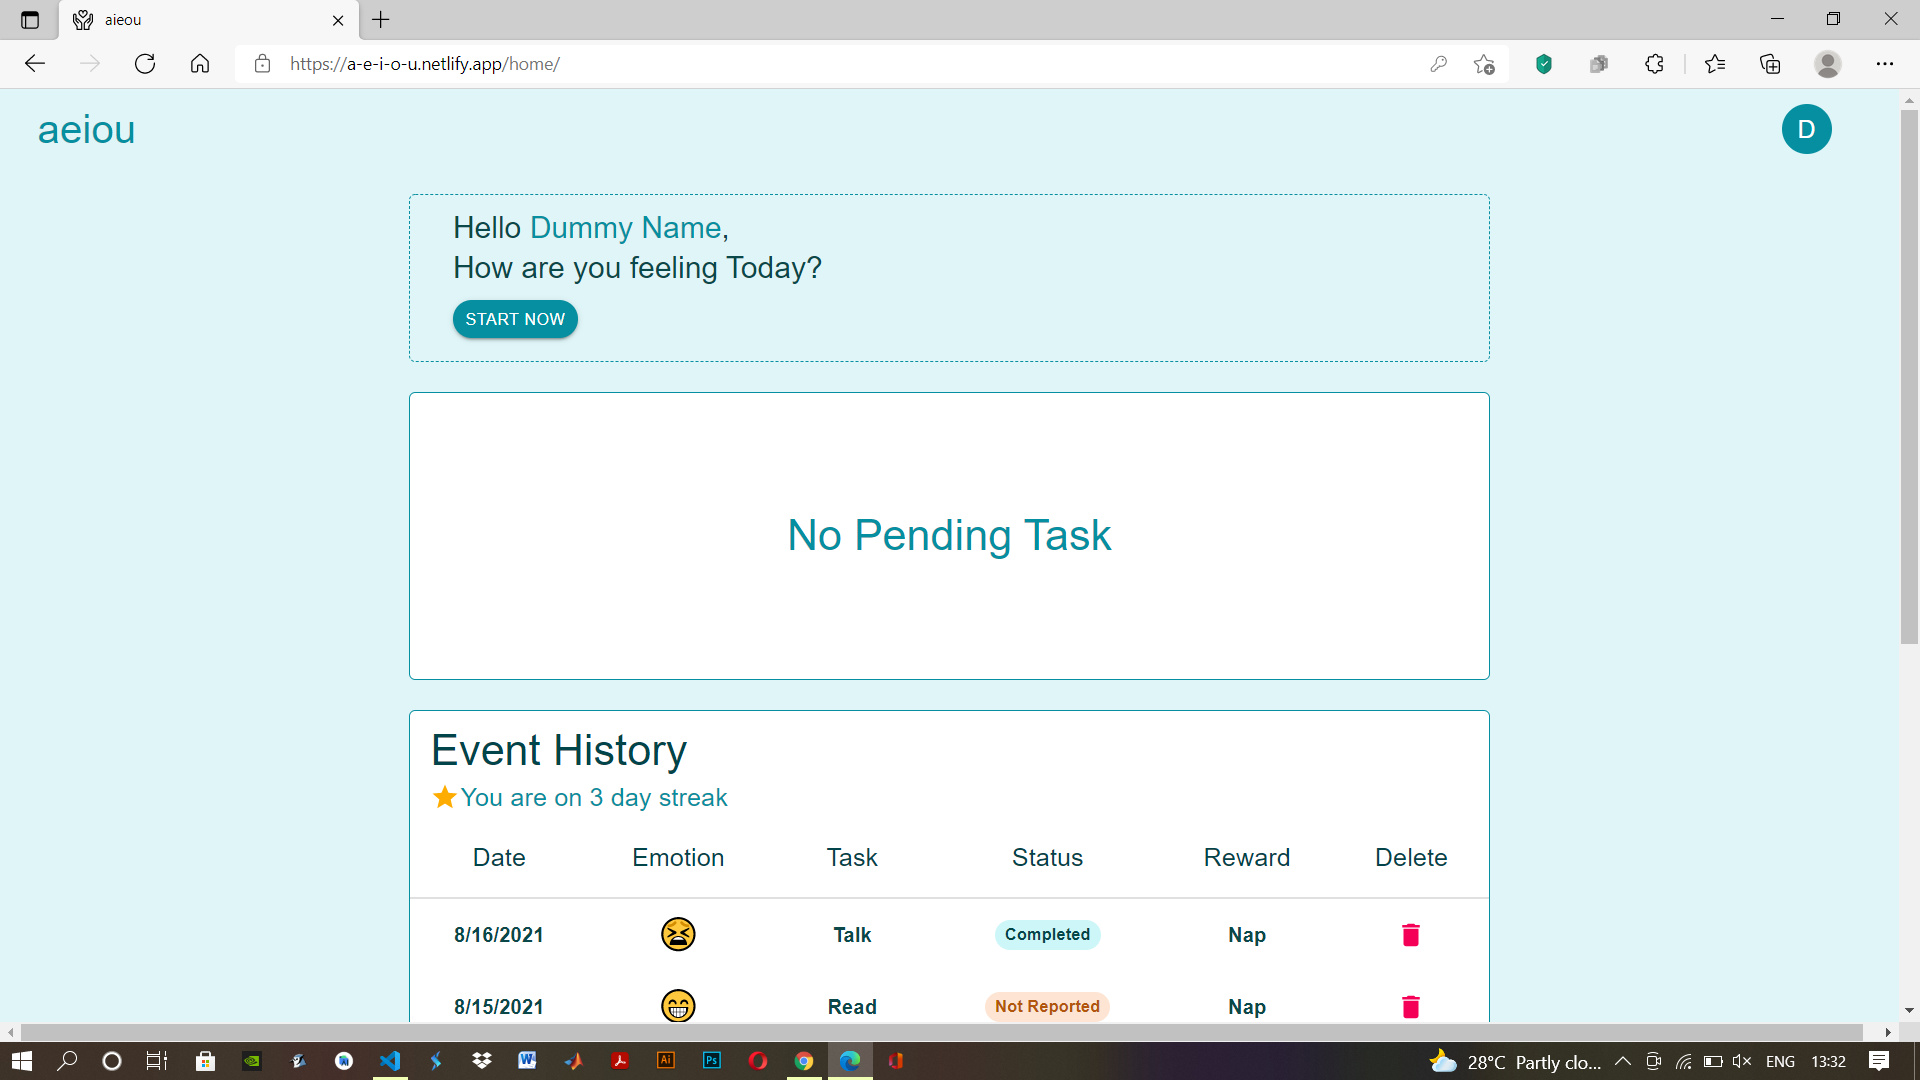 aieou
https://a-e-i-o-u.netlify.app/home/
aeiou
D
Hello Dummy Name,
How are you feeling Today?
START NOW
No Pending Task
Event History
You are on 3 day streak
Date Emotion Task Status Reward Delete
8/16/2021 Talk Completed Nap
8/15/2021 Read Not Reported Nap
28°C Partly clo... ENG 13:32